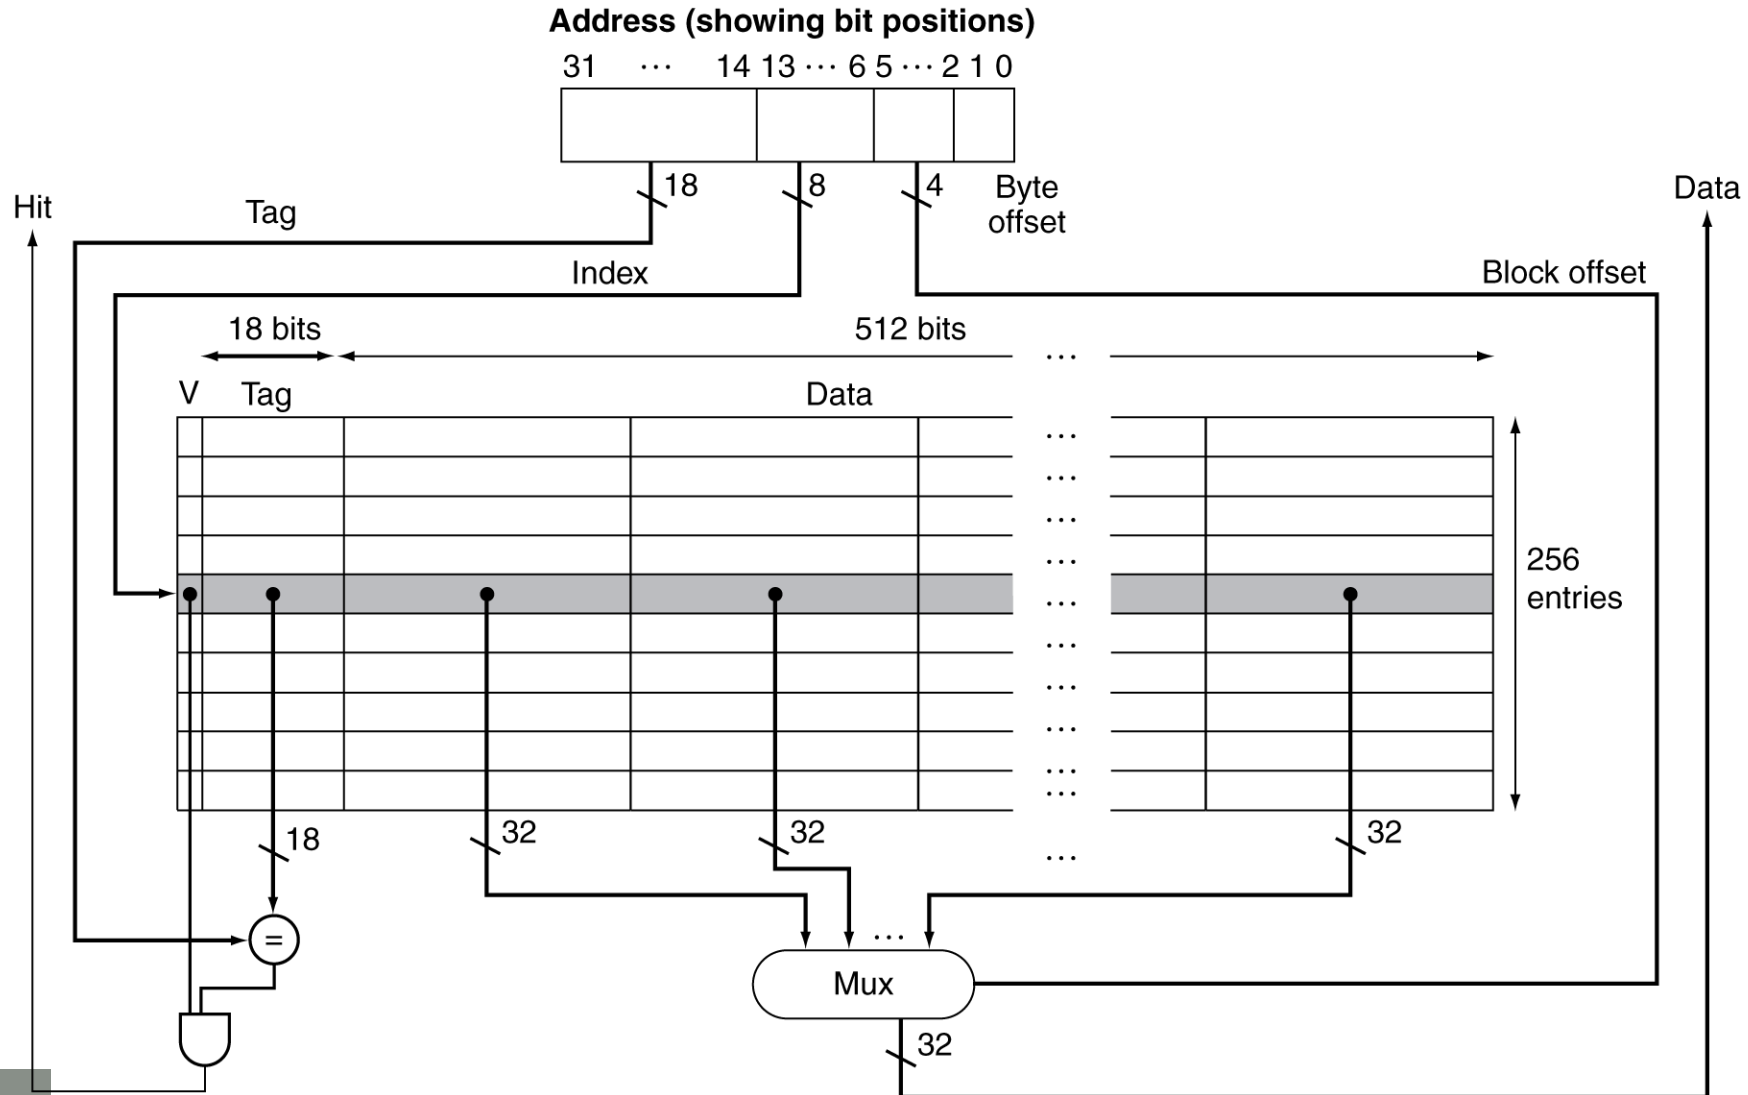 Address (showing bit positions)
31 ··· 14 13 ··· 6 5 ··· 2 1 0
18 8 4 Byte
offset
Hit
Tag
Data
Index
Block offset
18 bits
512 bits
···
V Tag Data
···
···
···
···
···
···
···
···
···
···
256
entries
18 32 32 ··· 32
=
···
Mux
32